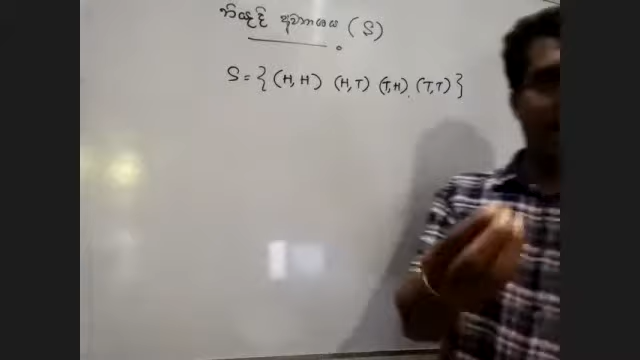 නියැදි අවකාශය (S)
S = { (H, H) (H, T) (T, H) (T, T) }